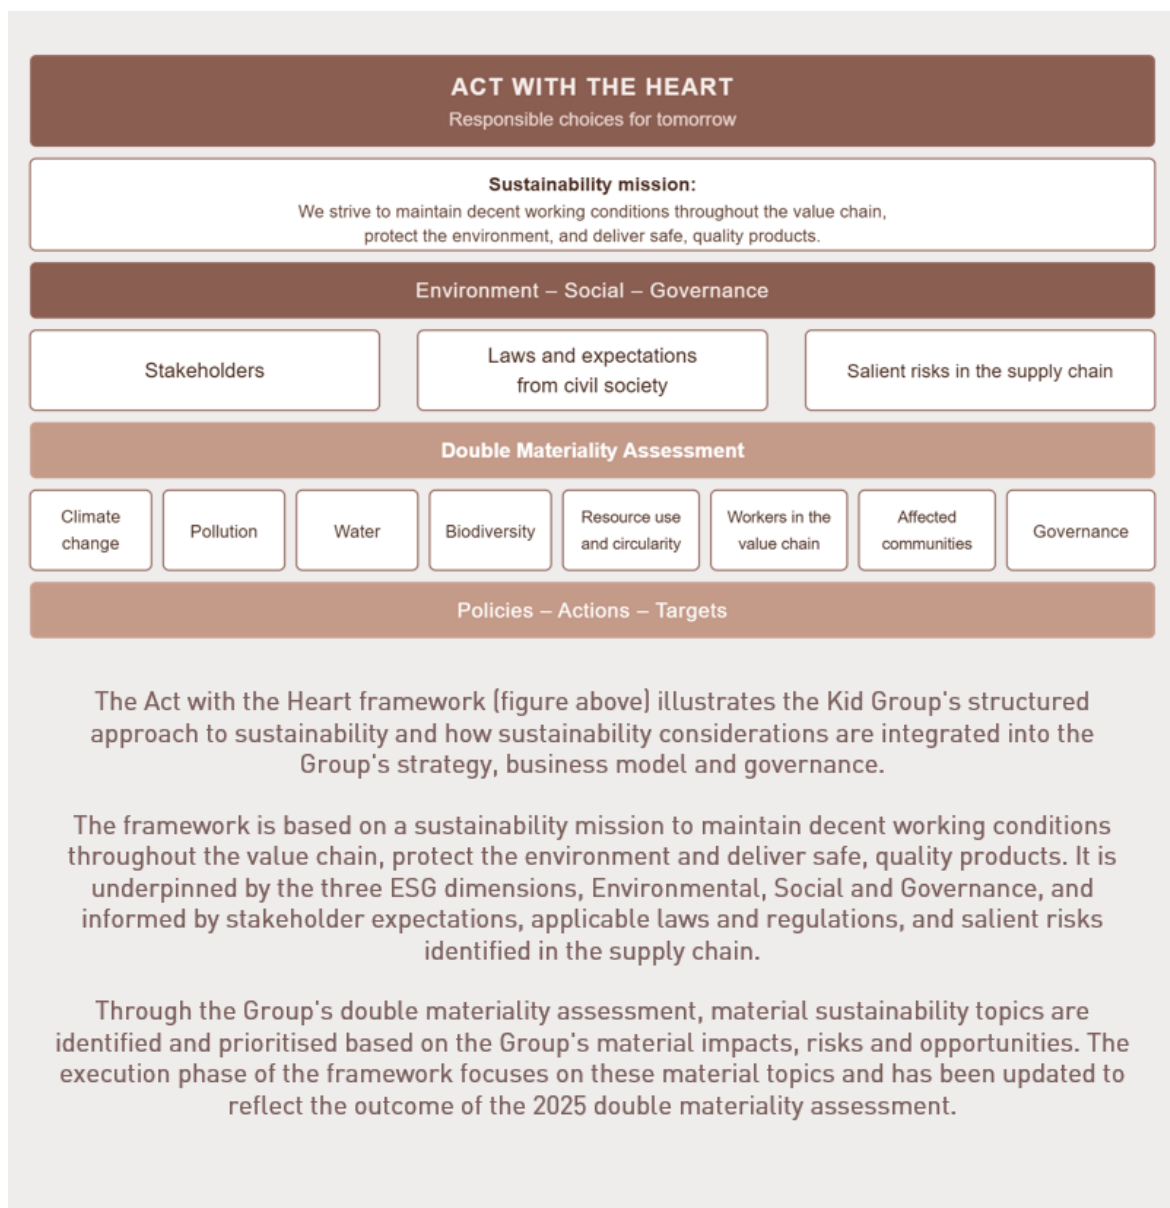 ACT WITH THE HEART
Responsible choices for tomorrow
Sustainability mission:
We strive to maintain decent working conditions throughout the value chain,
protect the environment, and deliver safe, quality products.
Environment – Social – Governance
Stakeholders
Laws and expectations
from civil society
Salient risks in the supply chain
Double Materiality Assessment
Climate
change
Pollution
Water
Biodiversity
Resource use
and circularity
Workers in the
value chain
Affected
communities
Governance
Policies – Actions – Targets
The Act with the Heart framework (figure above) illustrates the Kid Group's structured
approach to sustainability and how sustainability considerations are integrated into the
Group's strategy, business model and governance.
The framework is based on a sustainability mission to maintain decent working conditions
throughout the value chain, protect the environment and deliver safe, quality products. It is
underpinned by the three ESG dimensions, Environmental, Social and Governance, and
informed by stakeholder expectations, applicable laws and regulations, and salient risks
identified in the supply chain.
Through the Group's double materiality assessment, material sustainability topics are
identified and prioritised based on the Group's material impacts, risks and opportunities. The
execution phase of the framework focuses on these material topics and has been updated to
reflect the outcome of the 2025 double materiality assessment.